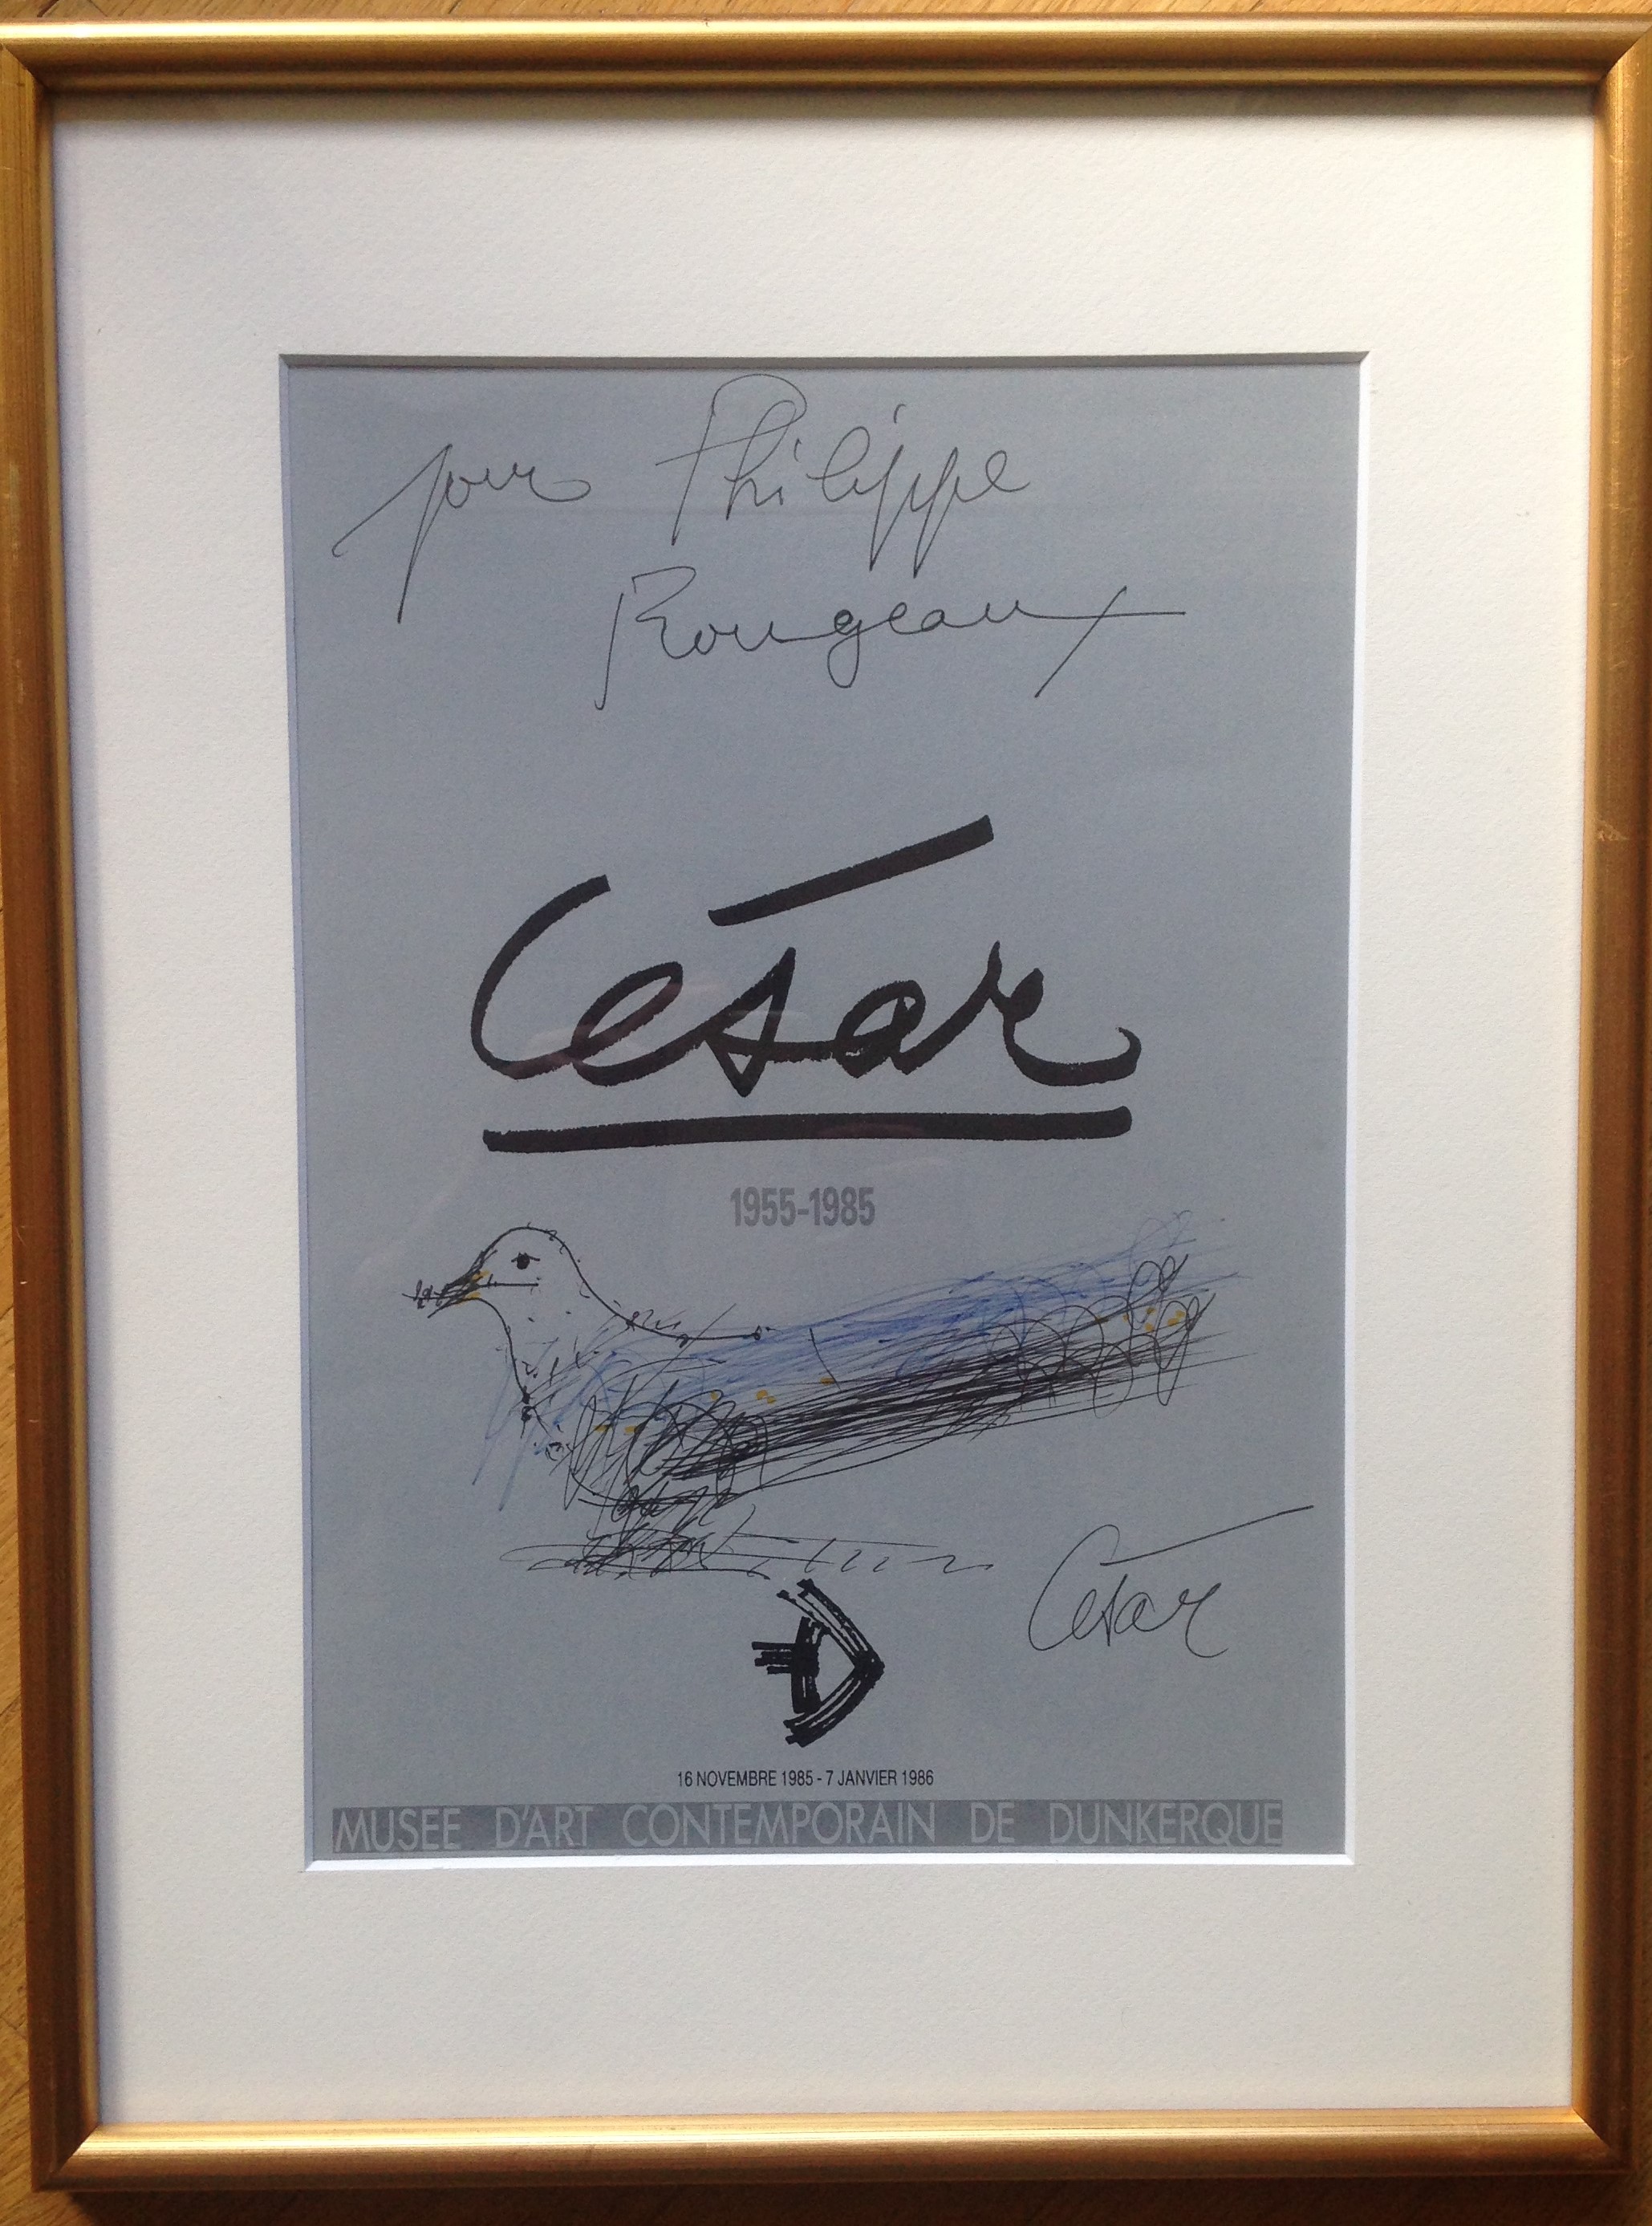 pour Philippe
Rougeaux
César
1955-1985
César
16 NOVEMBRE 1985 - 7 JANVIER 1986
MUSEE D'ART CONTEMPORAIN DE DUNKERQUE